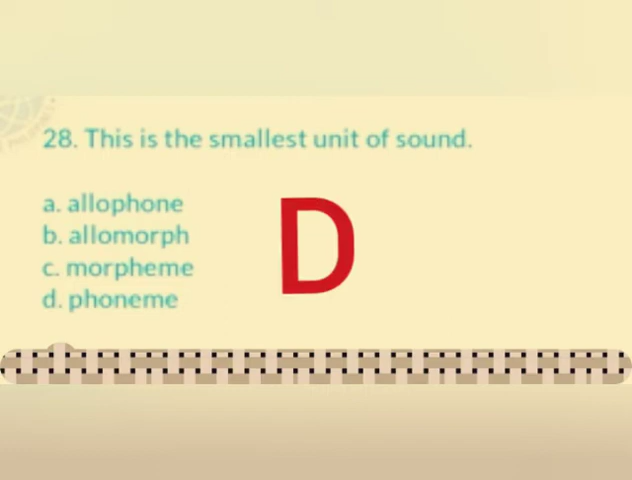 28. This is the smallest unit of sound.
a. allophone
b. allomorph
c. morpheme
d. phoneme
D